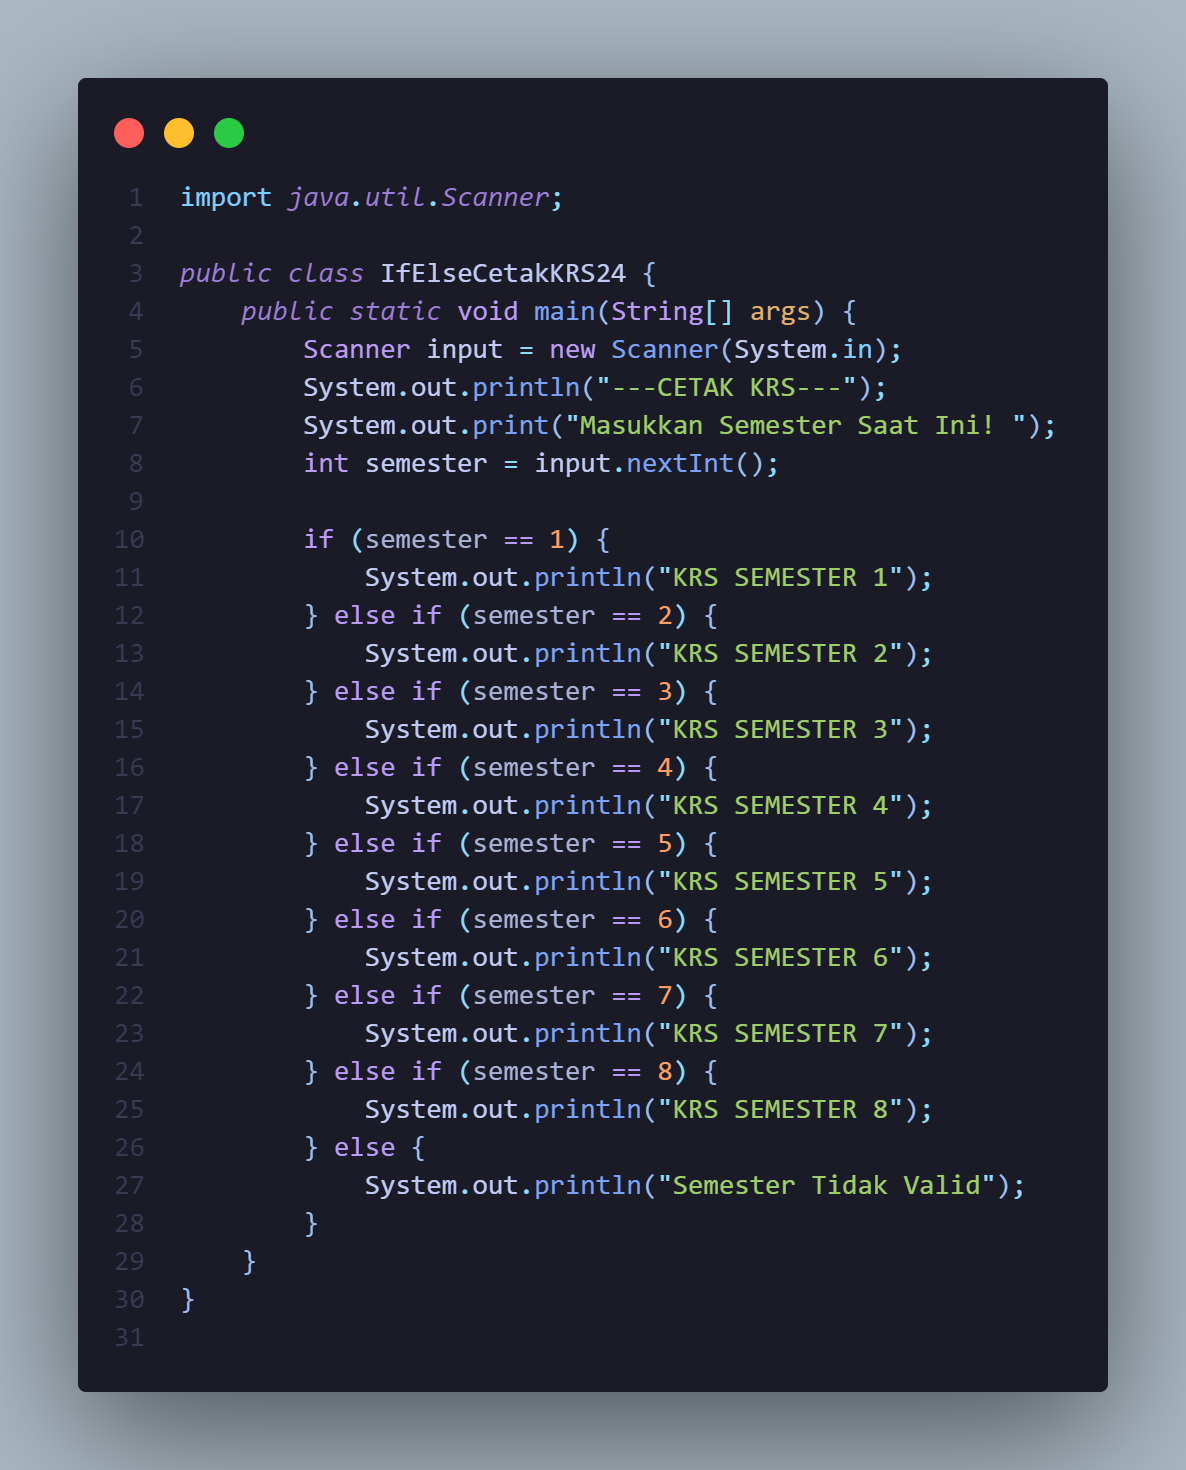 1 import java.util.Scanner;
2
3 public class IfElseCetakKRS24 {
4     public static void main(String[] args) {
5         Scanner input = new Scanner(System.in);
6         System.out.println("---CETAK KRS---");
7         System.out.print("Masukkan Semester Saat Ini! ");
8         int semester = input.nextInt();
9
10         if (semester == 1) {
11             System.out.println("KRS SEMESTER 1");
12         } else if (semester == 2) {
13             System.out.println("KRS SEMESTER 2");
14         } else if (semester == 3) {
15             System.out.println("KRS SEMESTER 3");
16         } else if (semester == 4) {
17             System.out.println("KRS SEMESTER 4");
18         } else if (semester == 5) {
19             System.out.println("KRS SEMESTER 5");
20         } else if (semester == 6) {
21             System.out.println("KRS SEMESTER 6");
22         } else if (semester == 7) {
23             System.out.println("KRS SEMESTER 7");
24         } else if (semester == 8) {
25             System.out.println("KRS SEMESTER 8");
26         } else {
27             System.out.println("Semester Tidak Valid");
28         }
29     }
30 }
31